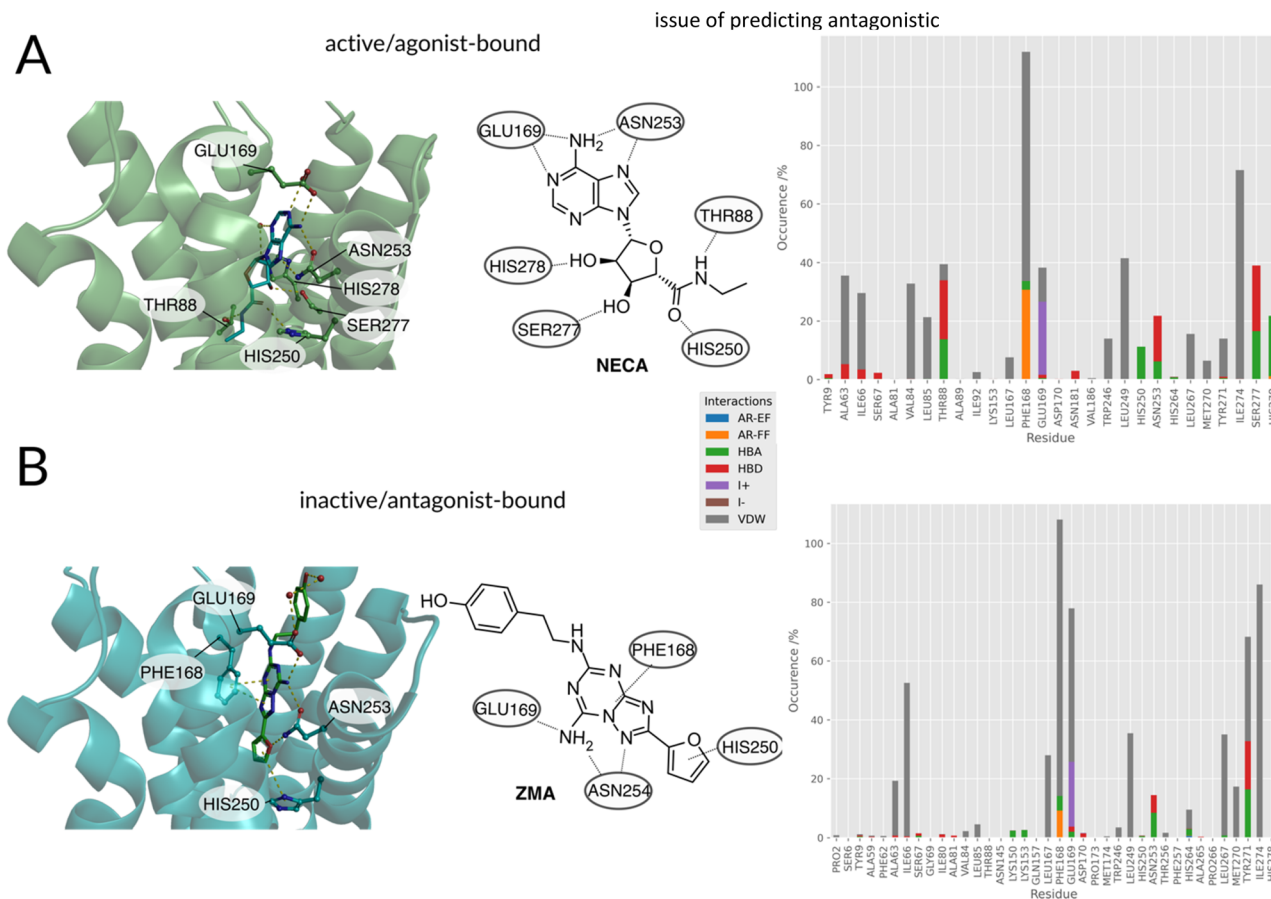 issue of predicting antagonistic
A
active/agonist-bound
GLU169
ASN253
HIS278
THR88
SER277
HIS250
GLU169
ASN253
NH2
N
N
N
N
THR88
HIS278
HO
O
H
N
SER277
HO
O
HIS250
NECA
Occurence /%
100
80
60
40
20
0
TYR9
ALA63
ILE66
SER67
ALA81
VAL84
LEU85
THR88
ALA89
ILE92
LYS153
LEU167
PHE168
GLU169
ASP170
ASN181
VAL186
TRP246
LEU249
HIS250
ASN253
HIS264
LEU267
MET270
TYR271
ILE274
SER277
HIS278
Residue
Interactions
AR-EF
AR-FF
HBA
HBD
I+
I-
VDW
B
inactive/antagonist-bound
GLU169
PHE168
ASN253
HIS250
HO
H
N
PHE168
N
N
N
N
N
GLU169
NH2
O
HIS250
ASN254
ZMA
Occurence /%
100
80
60
40
20
0
PRO2
SER6
TYR9
ALA59
PHE62
ALA63
ILE66
SER67
GLY69
ILE80
ALA81
VAL84
LEU85
THR88
ASN145
LYS150
LYS153
GLN157
LEU167
PHE168
GLU169
ASP170
PRO173
MET174
TRP246
LEU249
HIS250
ASN253
THR256
PHE257
HIS264
ALA265
PRO266
LEU267
MET270
TYR271
ILE274